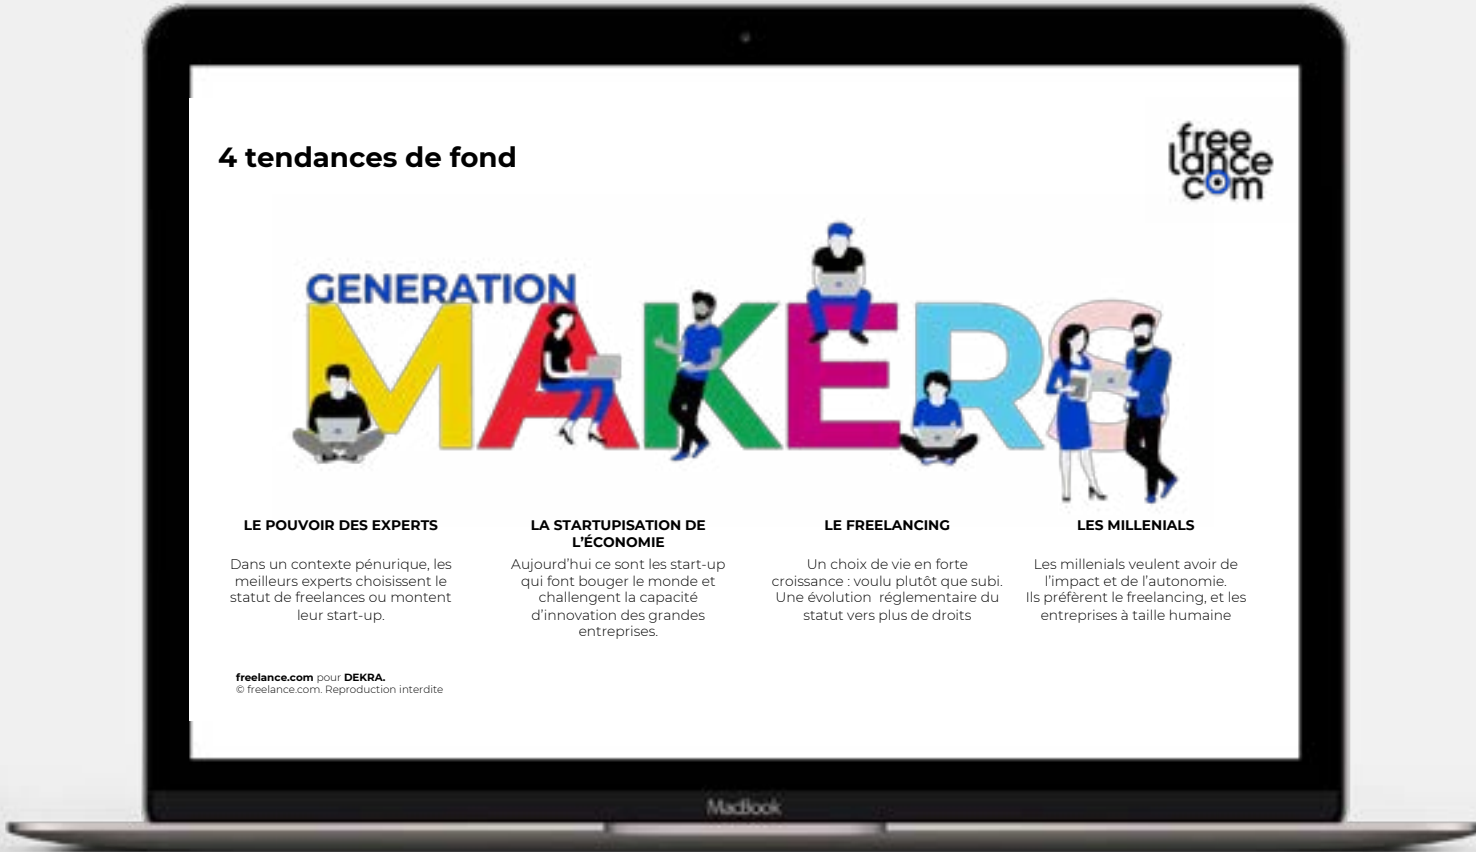 4 tendances de fond
free
lance
com
GENERATION
MAKERS
LE POUVOIR DES EXPERTS
Dans un contexte pénurique, les
meilleurs experts choisissent le
statut de freelances ou montent
leur start-up.
LA STARTUPISATION DE
L'ÉCONOMIE
Aujourd'hui ce sont les start-up
qui font bouger le monde et
challengent la capacité
d'innovation des grandes
entreprises.
LE FREELANCING
Un choix de vie en forte
croissance : voulu plutôt que subi.
Une évolution  réglementaire du
statut vers plus de droits
LES MILLENIALS
Les millenials veulent avoir de
l'impact et de l'autonomie.
Ils préfèrent le freelancing, et les
entreprises à taille humaine
freelance.com pour DEKRA.
© freelance.com. Reproduction interdite
MacBook